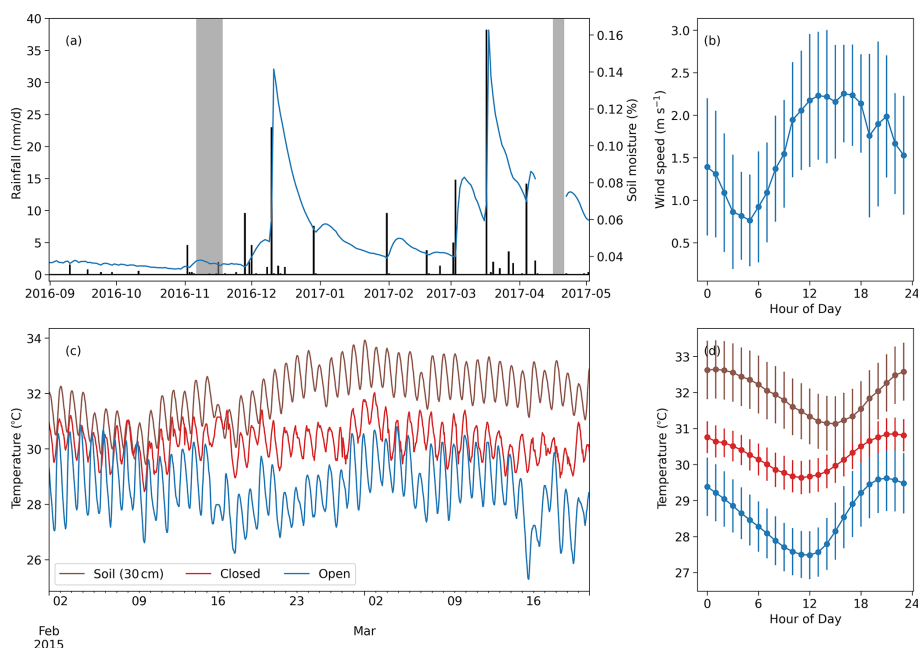 (a)
Rainfall (mm/d)
40
35
30
25
20
15
10
5
0
0.16
0.14
0.12
0.10
0.08
0.06
0.04
Soil moisture (%)
2016-09 2016-10 2016-11 2016-12 2017-01 2017-02 2017-03 2017-04 2017-05
(b)
Wind speed (m s⁻¹)
3.0
2.5
2.0
1.5
1.0
0.5
0 6 12 18 24
Hour of Day
(c)
Temperature (°C)
34
32
30
28
26
Soil (30 cm) Closed Open
02 09 16 23 02 09 16
Feb Mar
2015
(d)
Temperature (°C)
33
32
31
30
29
28
27
0 6 12 18 24
Hour of Day